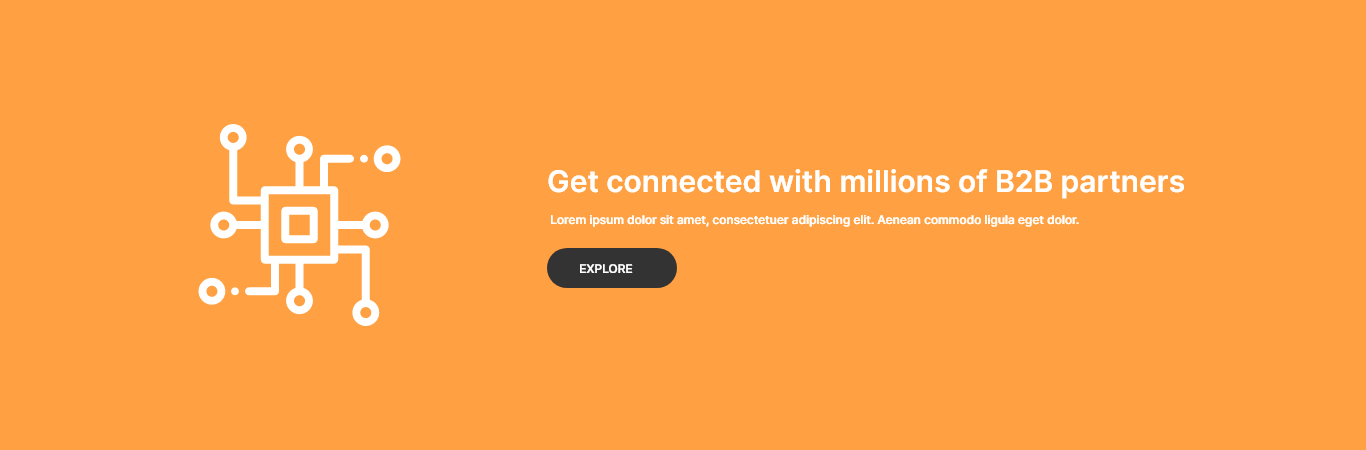 Get connected with millions of B2B partners
Lorem ipsum dolor sit amet, consectetuer adipiscing elit. Aenean commodo ligula eget dolor.
EXPLORE